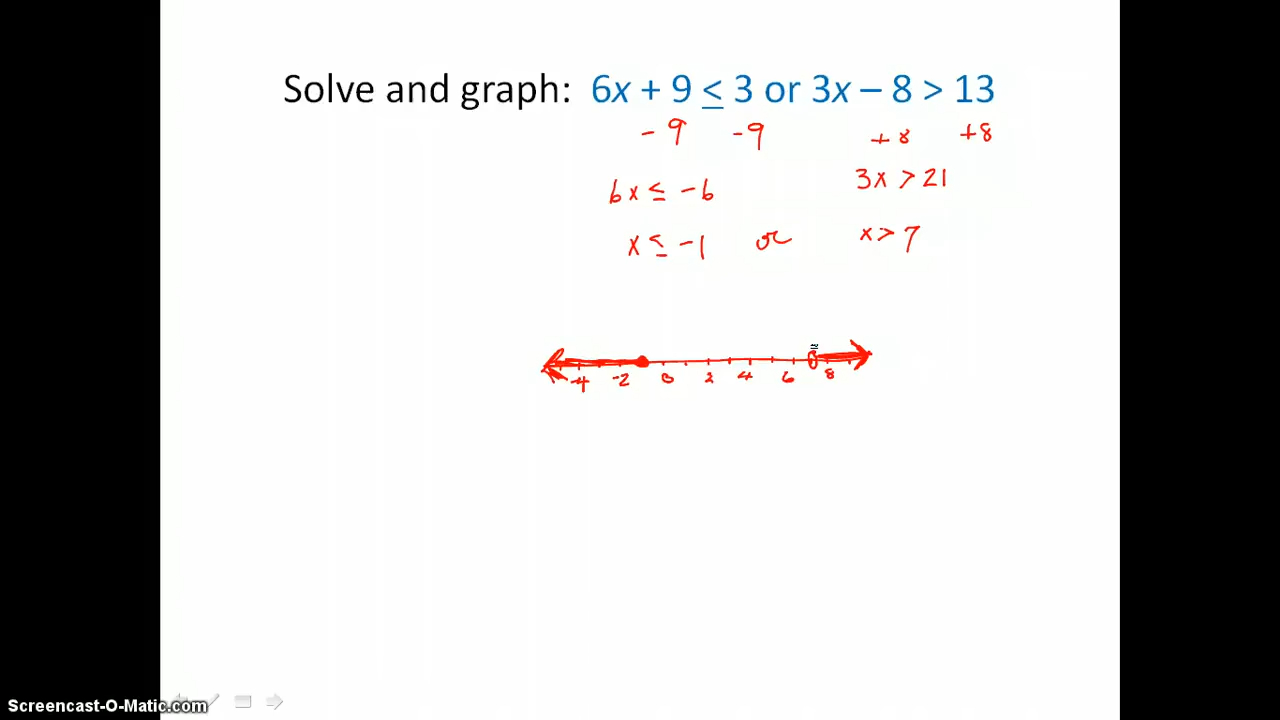 Solve and graph: 6x + 9 ≤ 3 or 3x – 8 > 13
- 9 -9 +8 +8
6x ≤ -6 3x > 21
x ≤ -1 or x > 7
-4 -2 0 2 4 6 8
Screencast-O-Matic.com